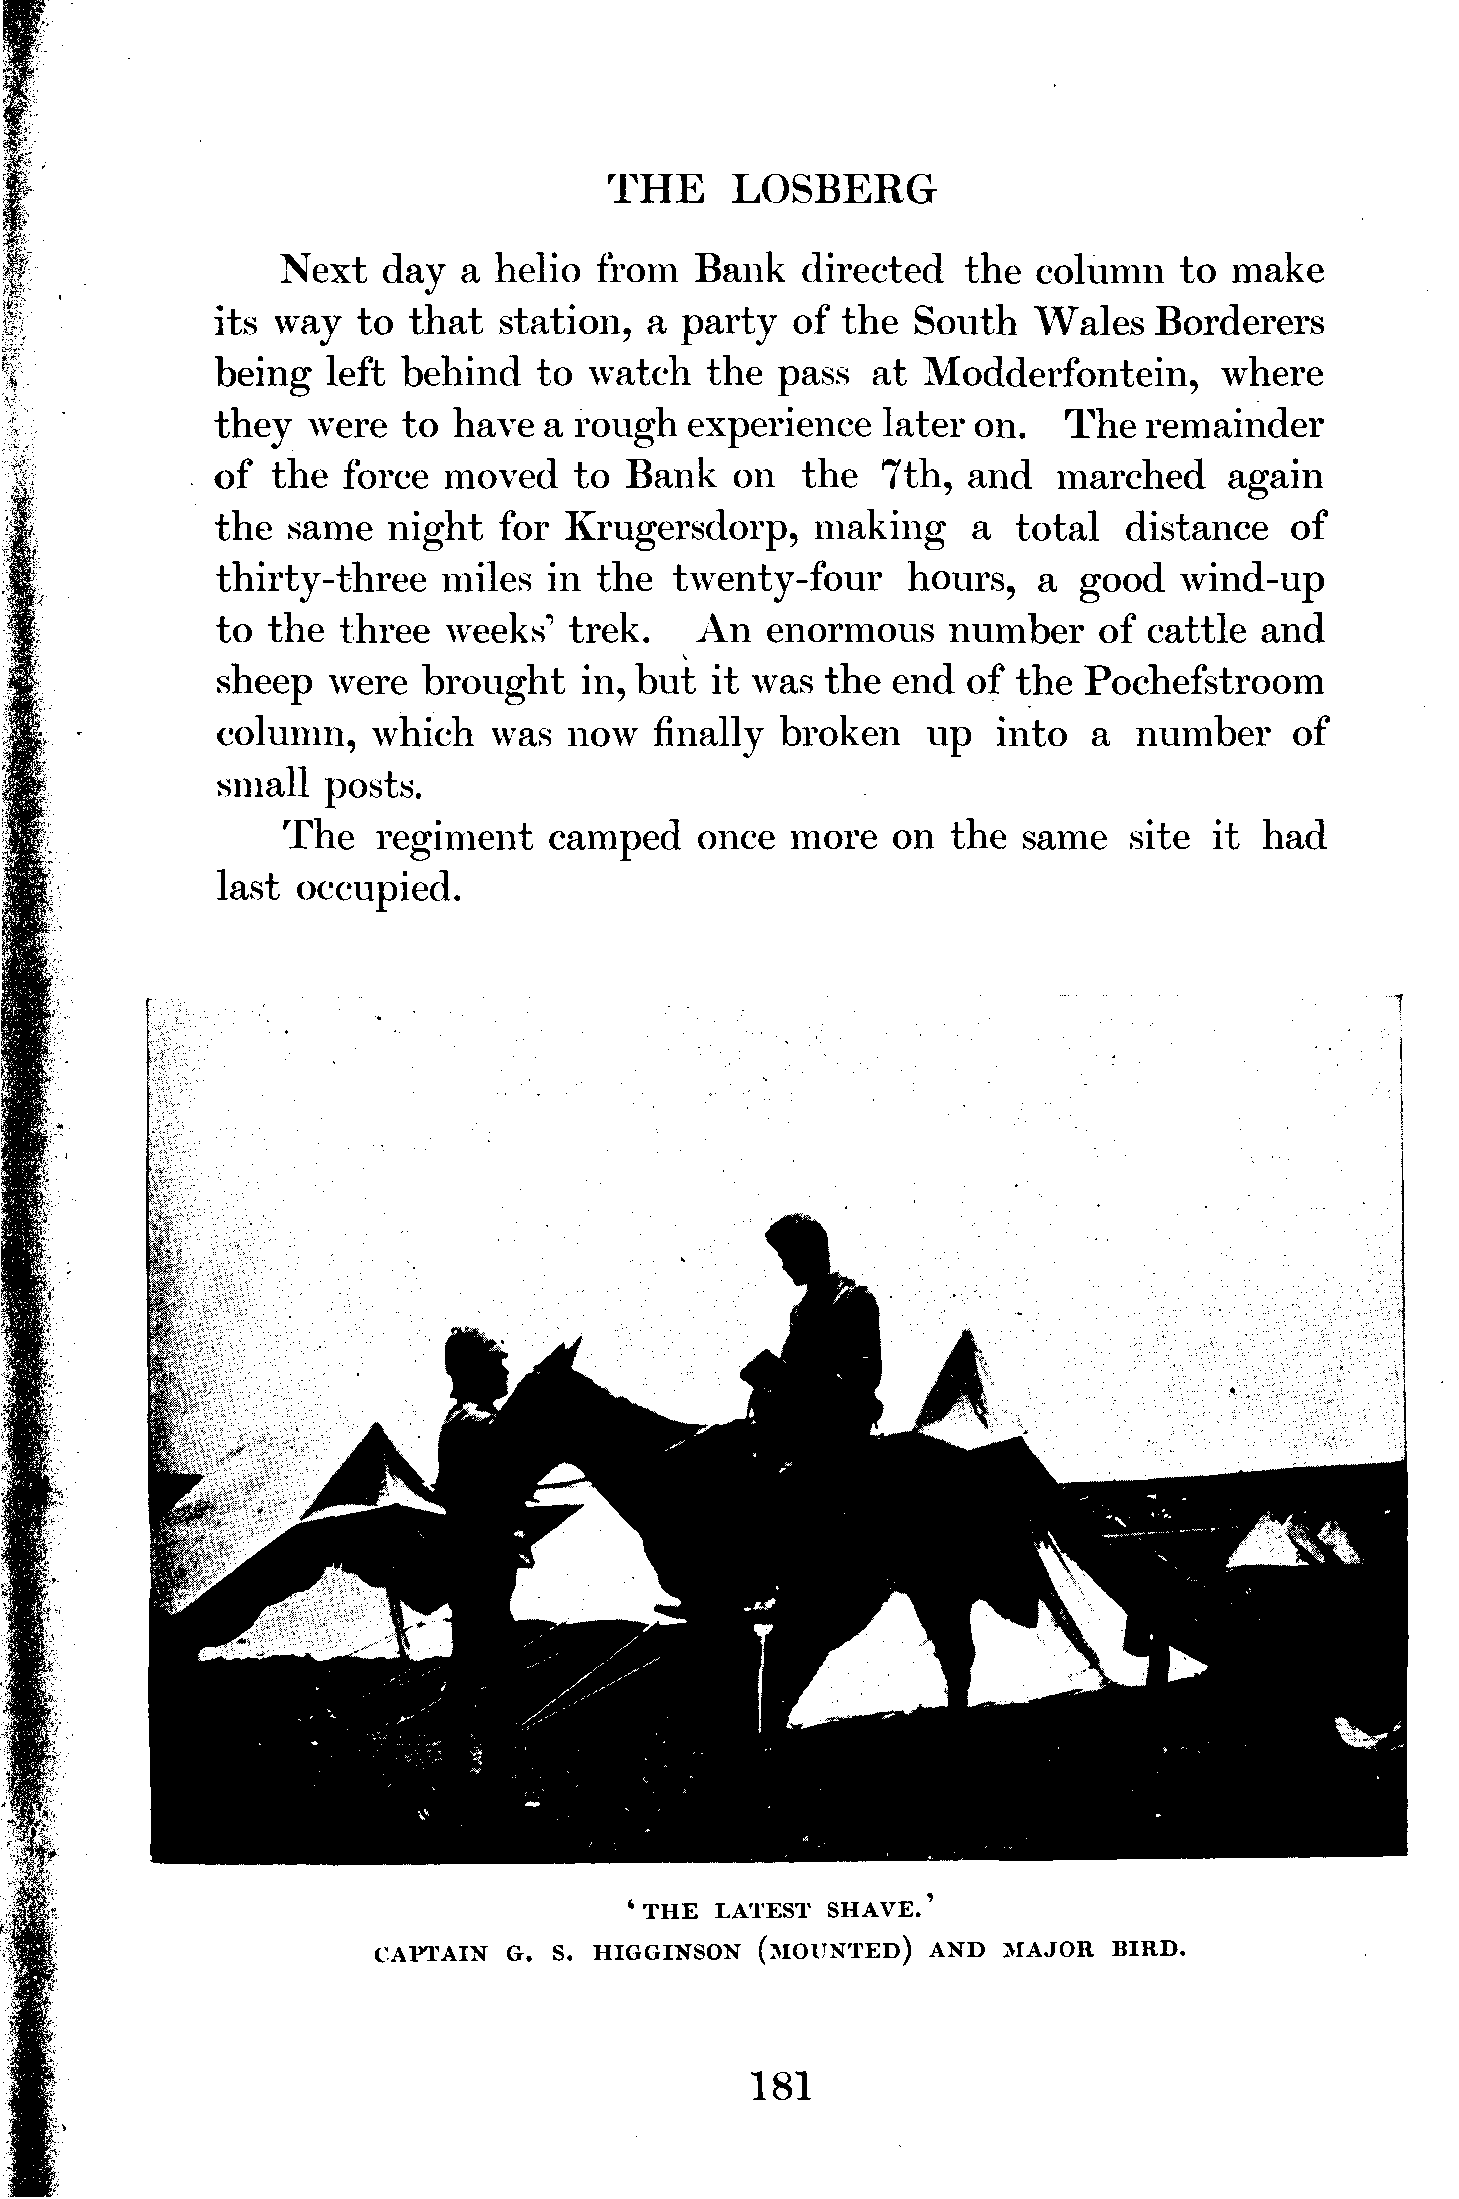 THE LOSBERG
Next day a helio from Bank directed the column to make
its way to that station, a party of the South Wales Borderers
being left behind to watch the pass at Modderfontein, where
they were to have a rough experience later on. The remainder
of the force moved to Bank on the 7th, and marched again
the same night for Krugersdorp, making a total distance of
thirty-three miles in the twenty-four hours, a good wind-up
to the three weeks' trek. An enormous number of cattle and
sheep were brought in, but it was the end of the Pochefstroom
column, which was now finally broken up into a number of
small posts.
The regiment camped once more on the same site it had
last occupied.
'THE LATEST SHAVE.'
CAPTAIN G. S. HIGGINSON (MOUNTED) AND MAJOR BIRD.
181